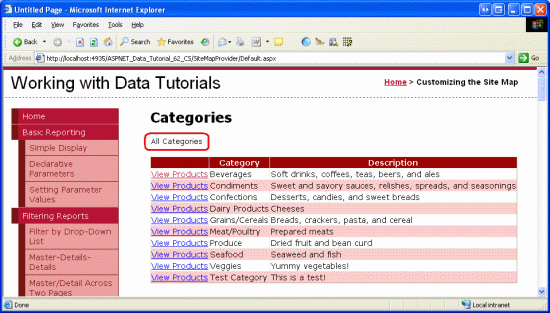 Untitled Page - Microsoft Internet Explorer
File Edit View Favorites Tools Help
Back Search Favorites
Address http://localhost:4935/ASPNET_Data_Tutorial_62_CS/SiteMapProvider/Default.aspx Go
Working with Data Tutorials
Home > Customizing the Site Map
Home
Basic Reporting
Simple Display
Declarative
Parameters
Setting Parameter
Values
Filtering Reports
Filter by Drop-Down
List
Master-Details-
Details
Master/Detail Across
Two Pages
Categories
All Categories
Category Description
View Products Beverages Soft drinks, coffees, teas, beers, and ales
View Products Condiments Sweet and savory sauces, relishes, spreads, and seasonings
View Products Confections Desserts, candies, and sweet breads
View Products Dairy Products Cheeses
View Products Grains/Cereals Breads, crackers, pasta, and cereal
View Products Meat/Poultry Prepared meats
View Products Produce Dried fruit and bean curd
View Products Seafood Seaweed and fish
View Products Veggies Yummy vegetables!
View Products Test Category This is a test!
Done Local intranet